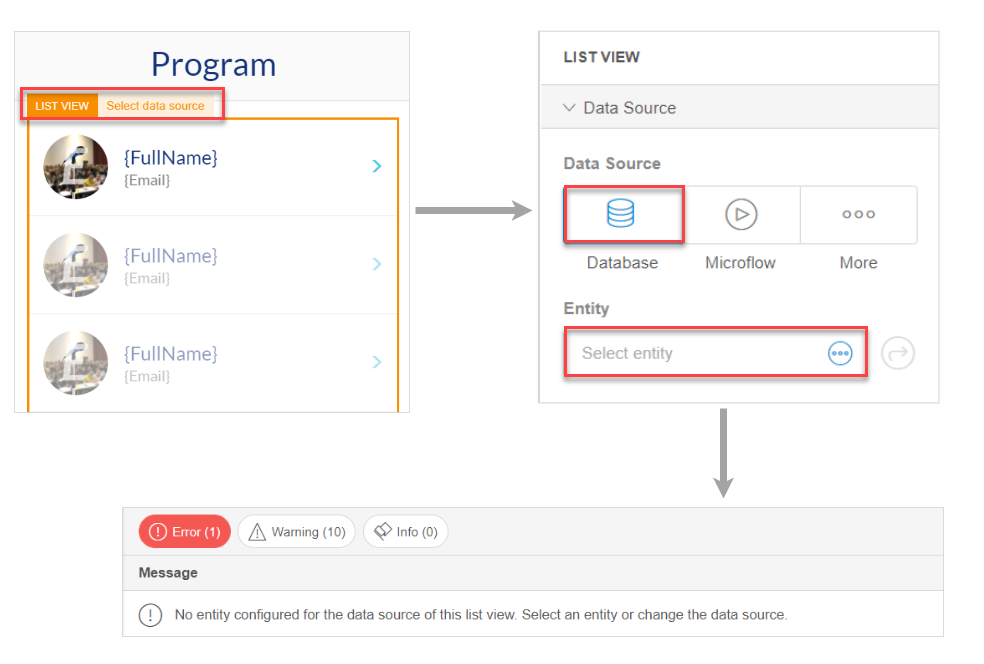 Program
LIST VIEW Select data source
{FullName}
{Email}
{FullName}
{Email}
{FullName}
{Email}
LIST VIEW
Data Source
Data Source
Database Microflow More
Entity
Select entity
Error (1) Warning (10) Info (0)
Message
No entity configured for the data source of this list view. Select an entity or change the data source.